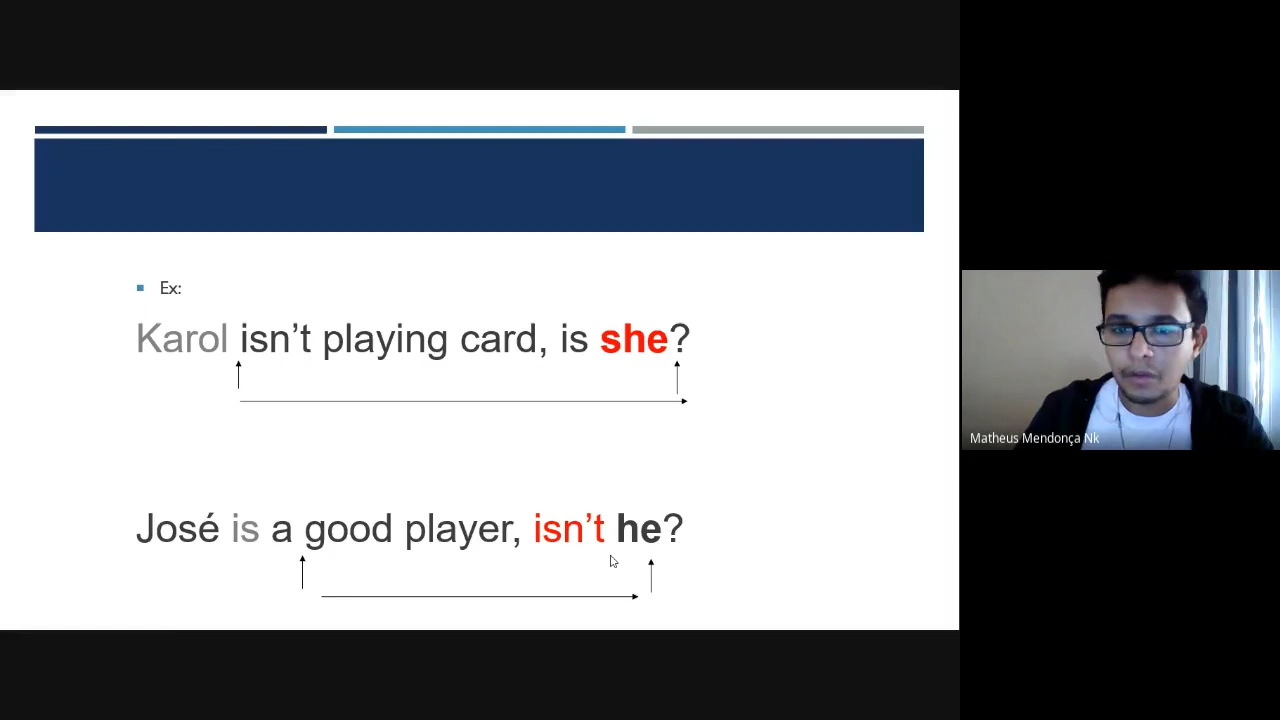 Ex:
Karol isn’t playing card, is she?
José is a good player, isn’t he?
Matheus Mendonça Nk